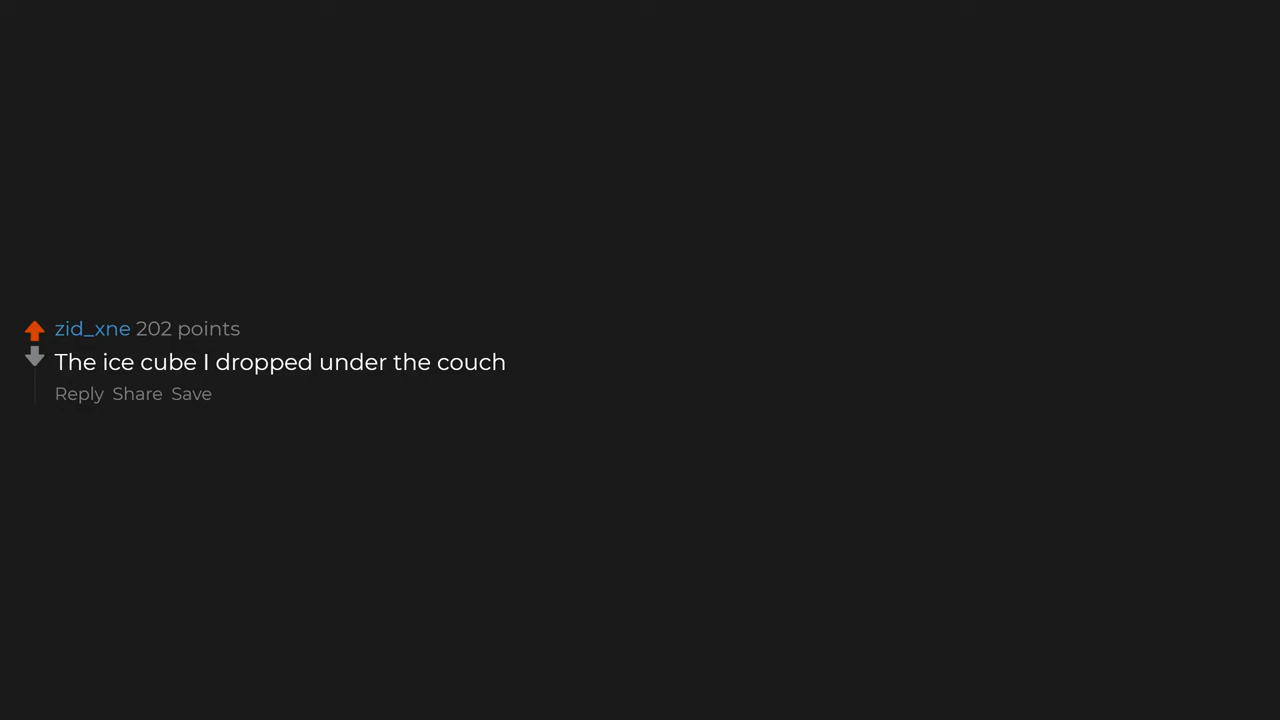 zid_xne 202 points
The ice cube I dropped under the couch
Reply Share Save